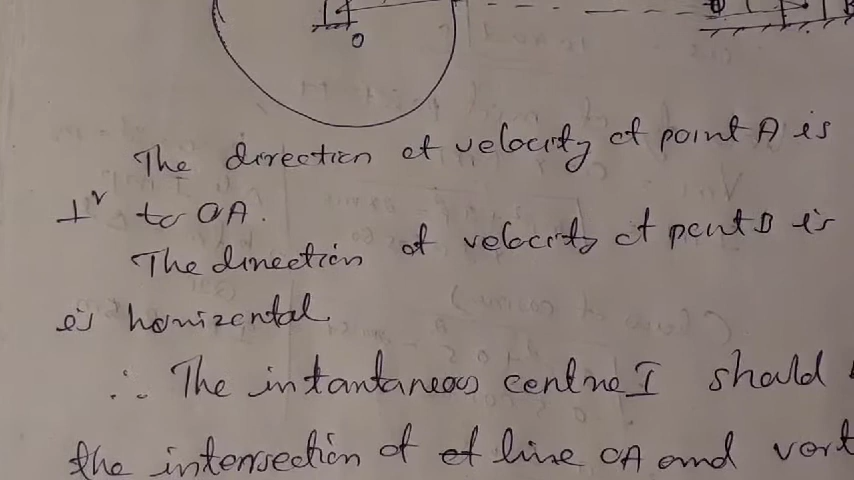 O
The direction of velocity of point A is
⊥r to OA.
The direction of velocity of point B is
is horizontal.
∴ The intantaneous centre I should
the intersection of of line OA and vert